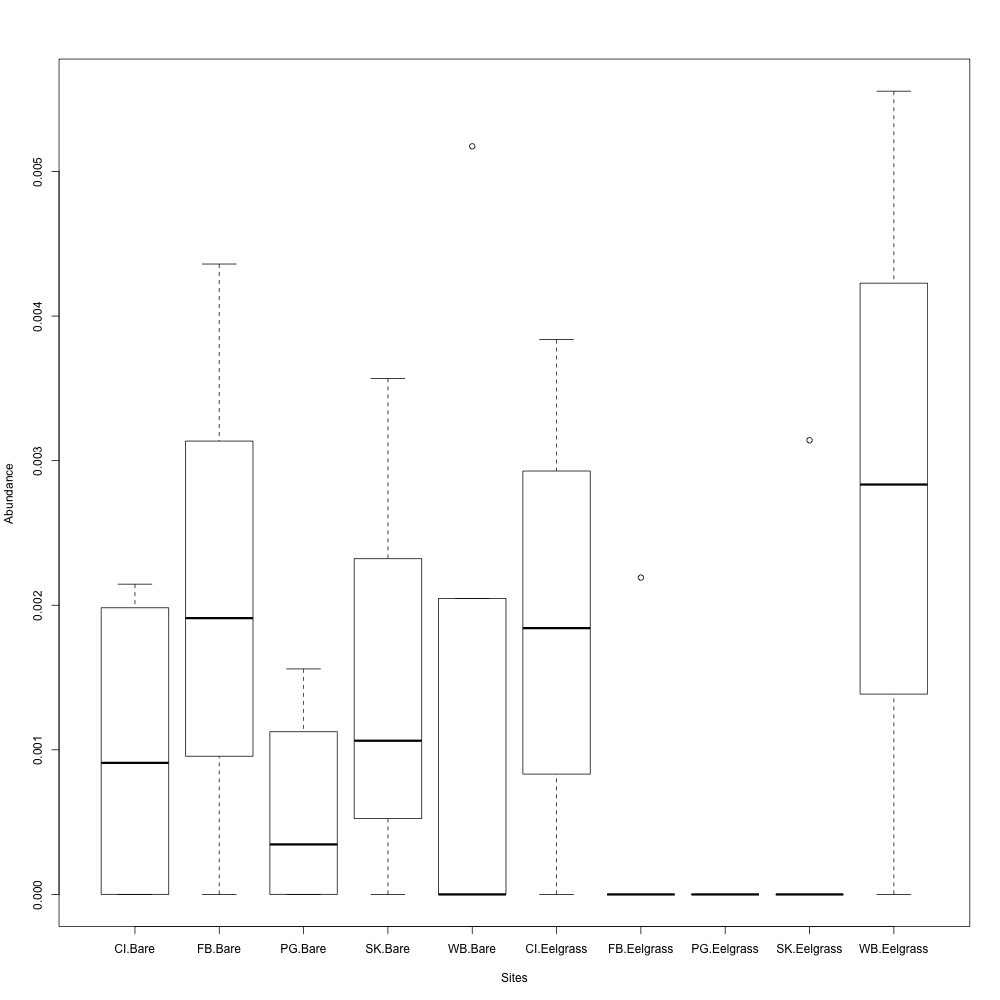 Abundance
0.005
0.004
0.003
0.002
0.001
0.000
CI.Bare FB.Bare PG.Bare SK.Bare WB.Bare CI.Eelgrass FB.Eelgrass PG.Eelgrass SK.Eelgrass WB.Eelgrass
Sites